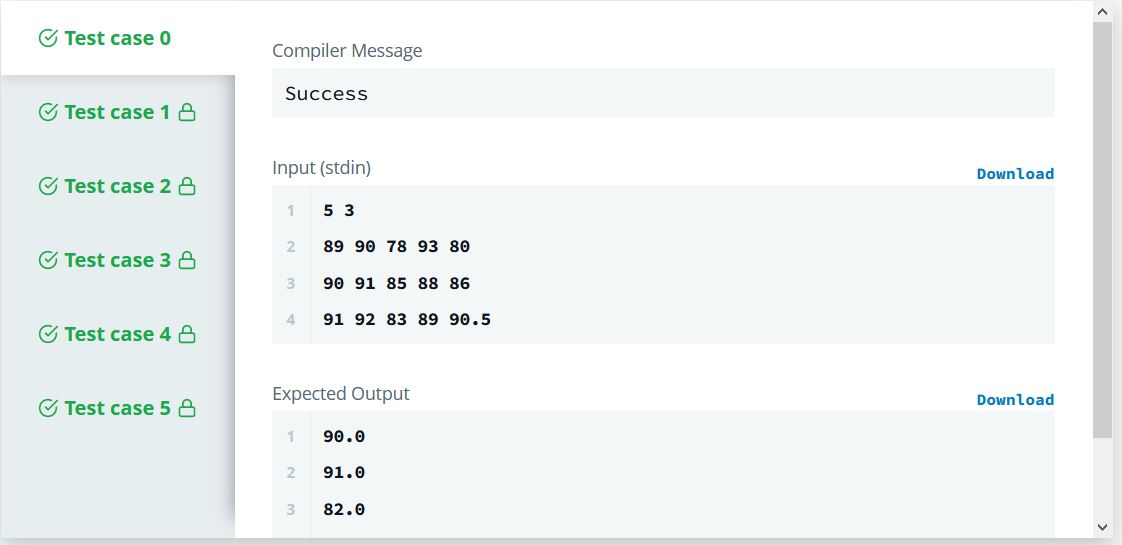 Test case 0
Test case 1
Test case 2
Test case 3
Test case 4
Test case 5
Compiler Message
Success
Input (stdin)
Download
1 5 3
2 89 90 78 93 80
3 90 91 85 88 86
4 91 92 83 89 90.5
Expected Output
Download
1 90.0
2 91.0
3 82.0